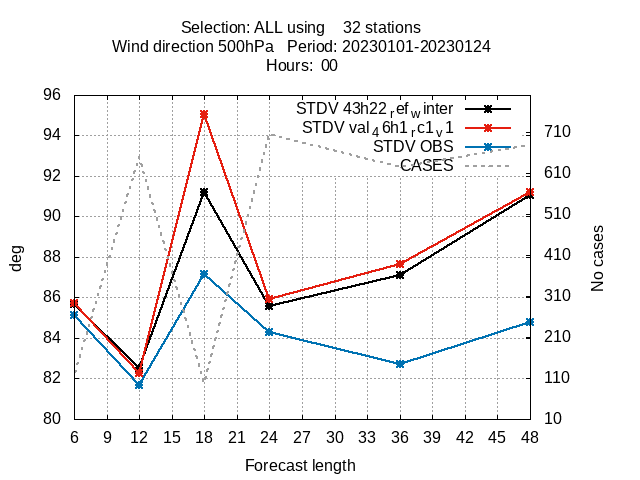 Selection: ALL using    32 stations
Wind direction 500hPa   Period: 20230101-20230124
Hours:  00
STDV 43h22_ref_winter
STDV val_46h1_rc1_v1
STDV OBS
CASES
96
94
92
90
88
86
84
82
80
710
610
510
410
310
210
110
10
deg
No cases
6 9 12 15 18 21 24 27 30 33 36 39 42 45 48
Forecast length